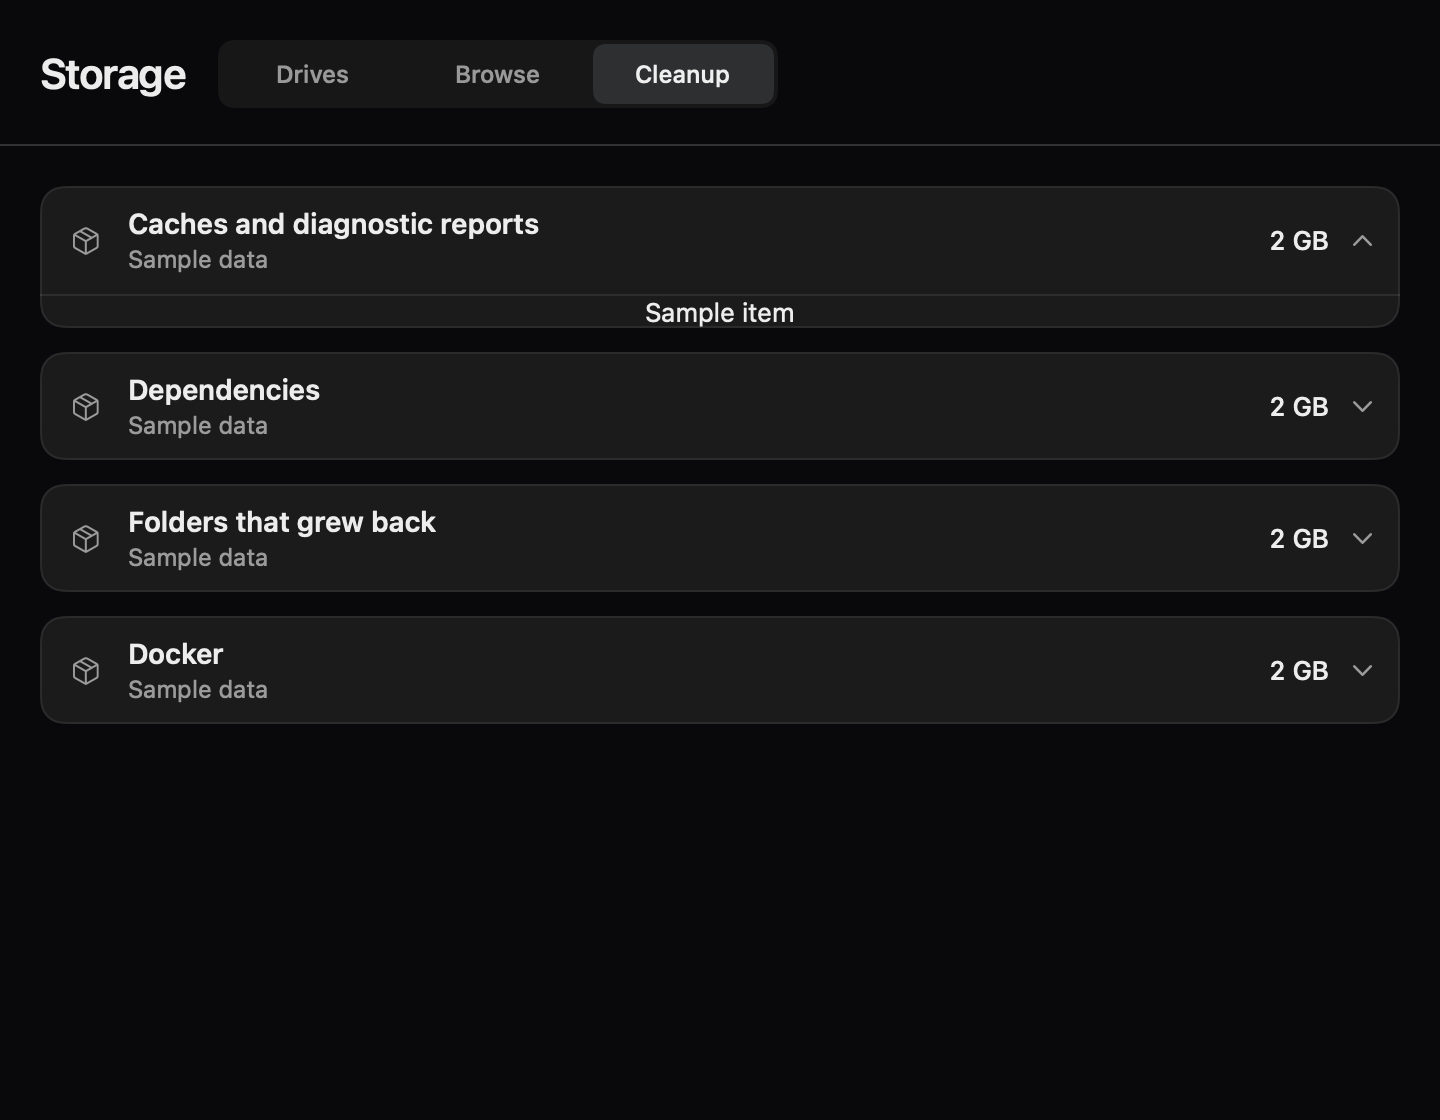 Storage
Drives
Browse
Cleanup
Caches and diagnostic reports
Sample data
2 GB
Sample item
Dependencies
Sample data
2 GB
Folders that grew back
Sample data
2 GB
Docker
Sample data
2 GB